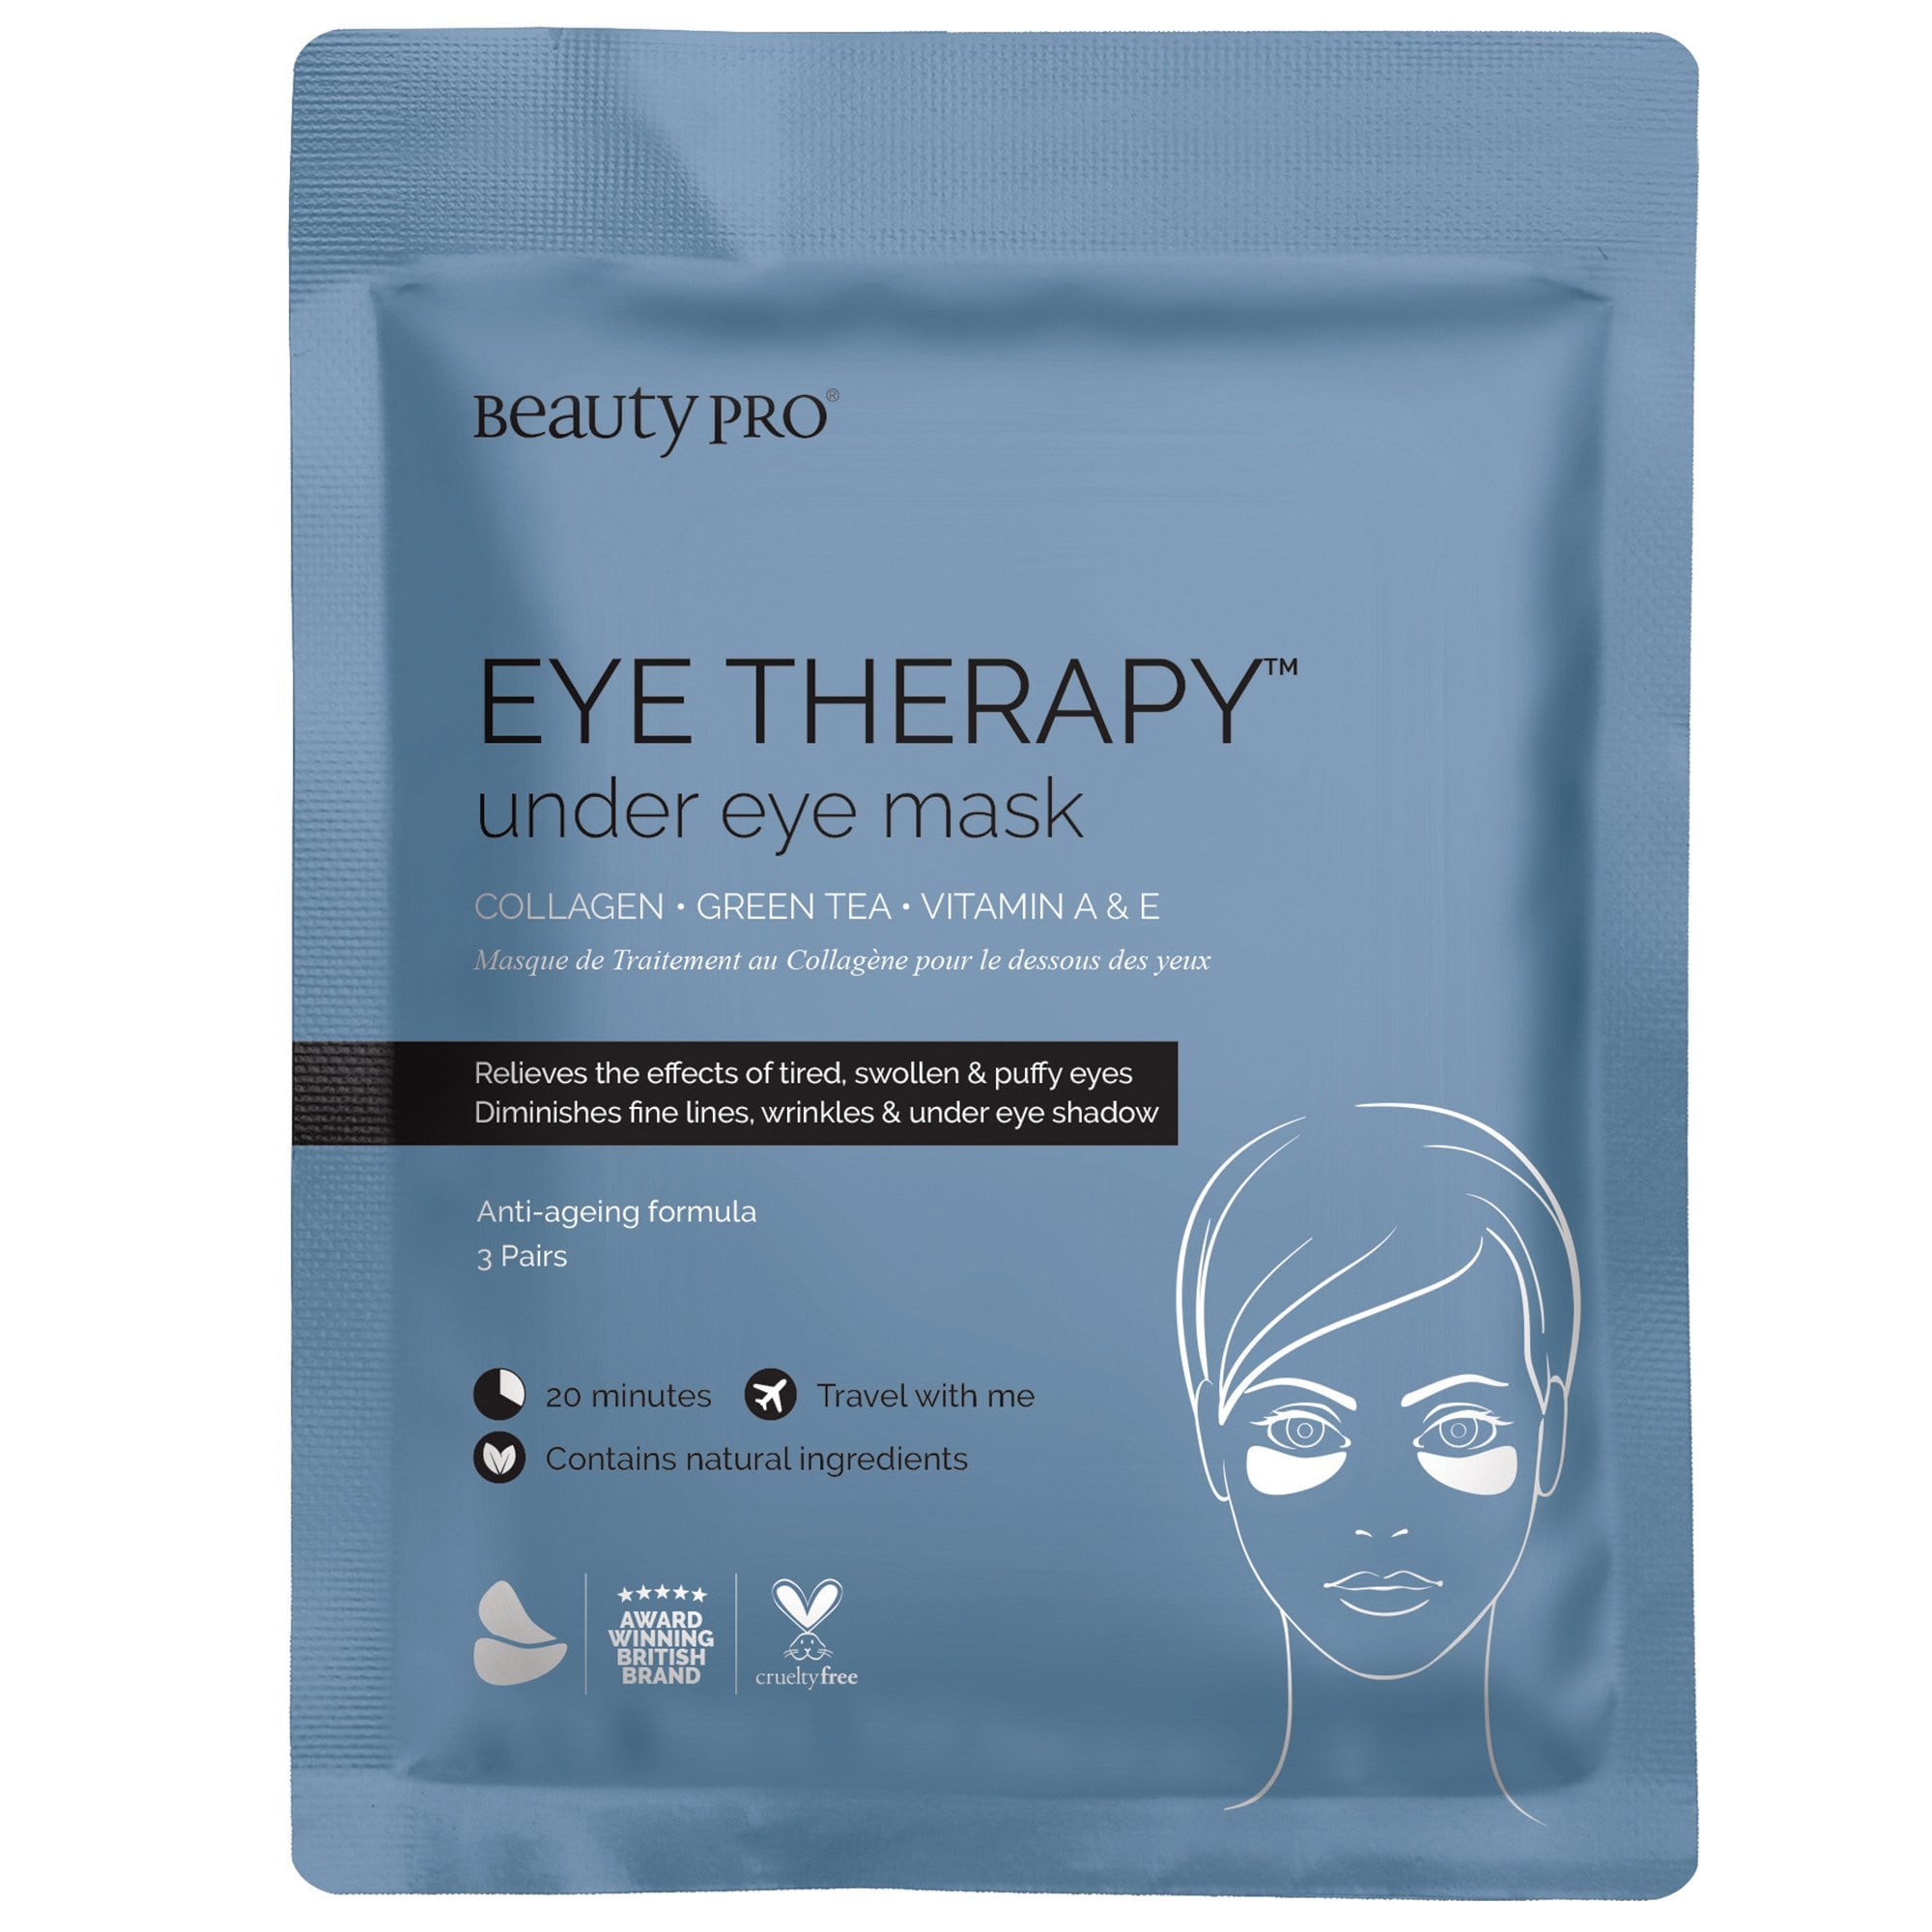 Beauty PRO®
EYE THERAPY™
under eye mask
COLLAGEN • GREEN TEA • VITAMIN A & E
Masque de Traitement au Collagène pour le dessous des yeux
Relieves the effects of tired, swollen & puffy eyes
Diminishes fine lines, wrinkles & under eye shadow
Anti-ageing formula
3 Pairs
20 minutes
Travel with me
Contains natural ingredients
AWARD
WINNING
BRITISH
BRAND
crueltyfree